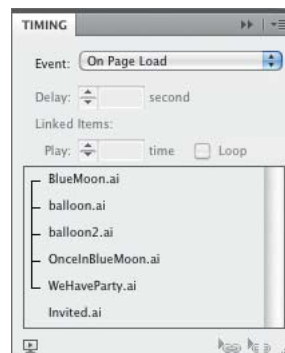 TIMING
Event: On Page Load
Delay: second
Linked Items:
Play: time Loop
BlueMoon.ai
balloon.ai
balloon2.ai
OnceInBlueMoon.ai
WeHaveParty.ai
Invited.ai